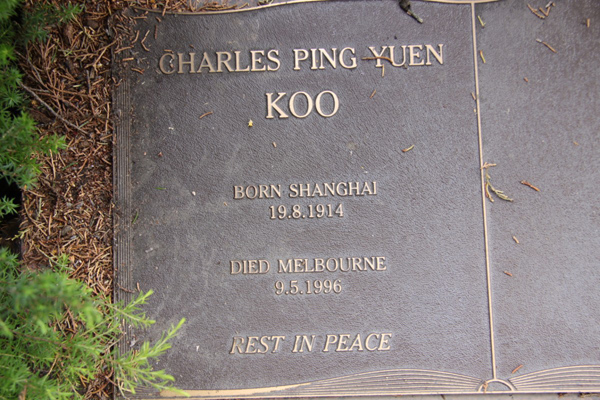 CHARLES PING YUEN
KOO
BORN SHANGHAI
19.8.1914
DIED MELBOURNE
9.5.1996
REST IN PEACE